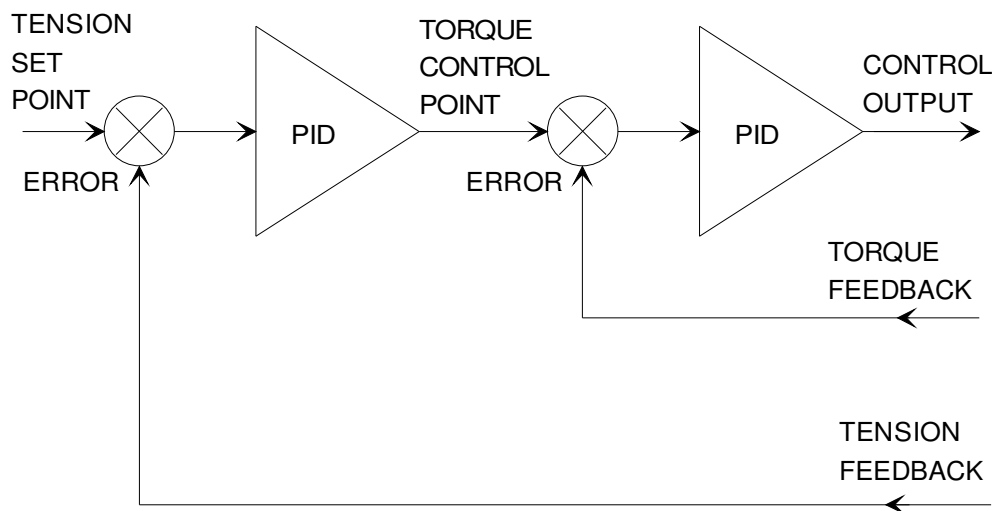 TENSION
SET
POINT
ERROR
PID
TORQUE
CONTROL
POINT
ERROR
PID
CONTROL
OUTPUT
TORQUE
FEEDBACK
TENSION
FEEDBACK